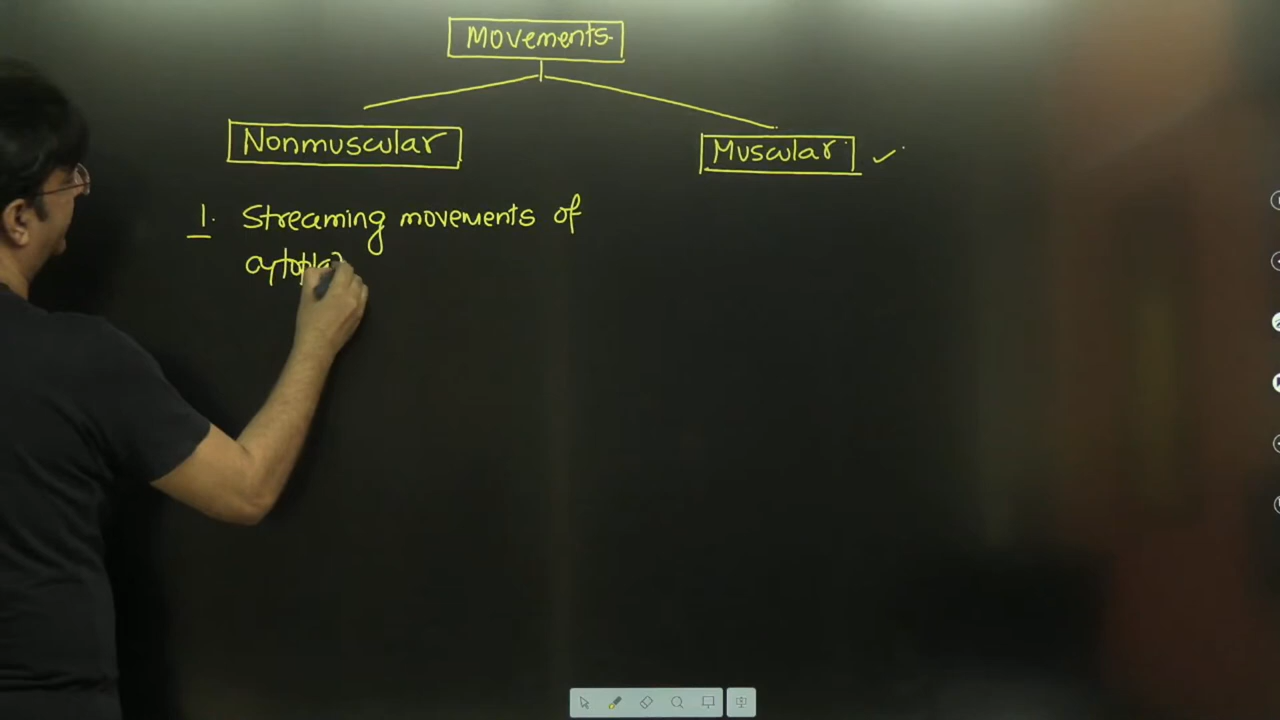 Movements
Nonmuscular
Muscular
1. Streaming movements of